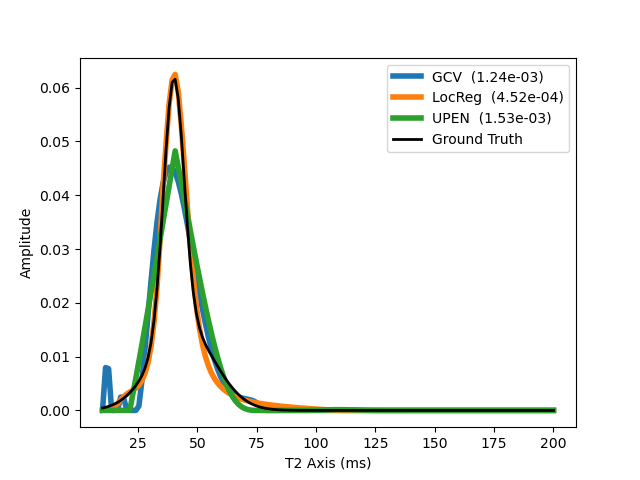 GCV (1.24e-03)
LocReg (4.52e-04)
UPEN (1.53e-03)
Ground Truth
Amplitude
0.06
0.05
0.04
0.03
0.02
0.01
0.00
25 50 75 100 125 150 175 200
T2 Axis (ms)